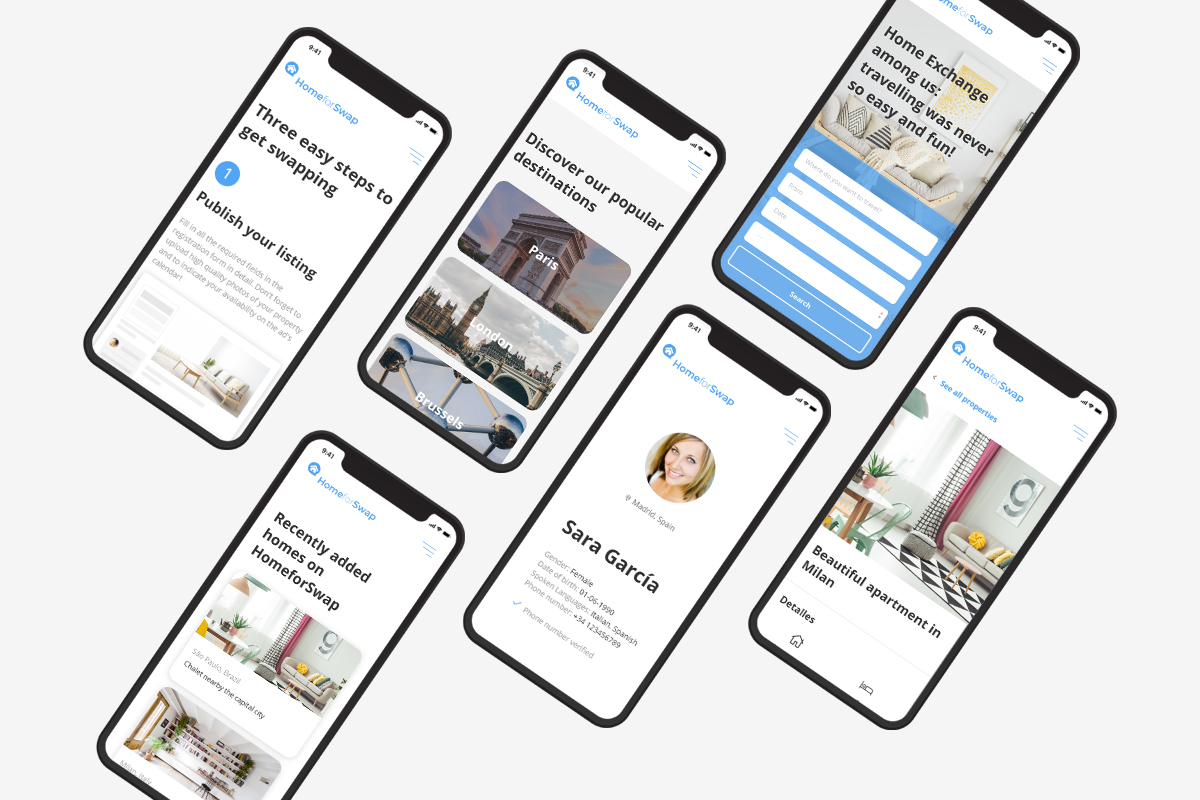 9:41
HomeforSwap
Three easy steps to
get swapping
1
Publish your listing
Fill in all the required fields in the
registration form in detail. Don't forget to
upload high quality photos of your property
and to indicate your availability on the ad's
calendar!
9:41
HomeforSwap
Discover our popular
destinations
Paris
London
Brussels
HomeforSwap
Home Exchange
among us:
travelling was never
so easy and fun!
Where do you want to travel?
From
Date
Search
9:41
HomeforSwap
Recently added
homes on
HomeforSwap
9
São Paulo, Brazil
Chalet nearby the capital city
Milan, Italy
9:41
HomeforSwap
Madrid, Spain
Sara García
Gender: Female
Date of birth: 01-06-1990
Spoken Languages: Italian, Spanish
Phone number: +34 123456789
Phone number verified
9:41
HomeforSwap
See all properties
9
Beautiful apartment in
Milan
Detalles